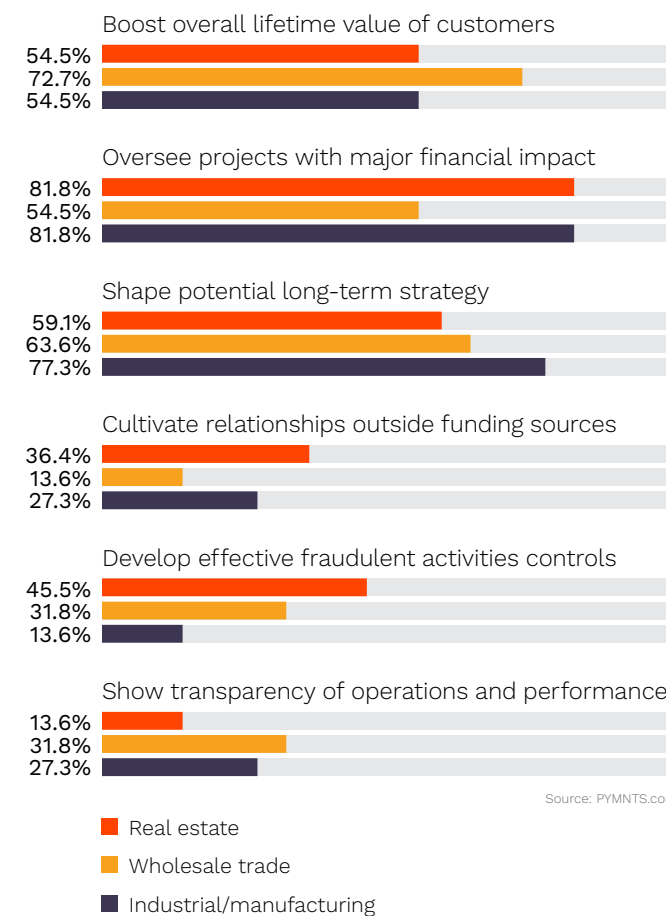 Boost overall lifetime value of customers
54.5%
72.7%
54.5%
Oversee projects with major financial impact
81.8%
54.5%
81.8%
Shape potential long-term strategy
59.1%
63.6%
77.3%
Cultivate relationships outside funding sources
36.4%
13.6%
27.3%
Develop effective fraudulent activities controls
45.5%
31.8%
13.6%
Show transparency of operations and performance
13.6%
31.8%
27.3%
Source: PYMNTS.co
Real estate
Wholesale trade
Industrial/manufacturing